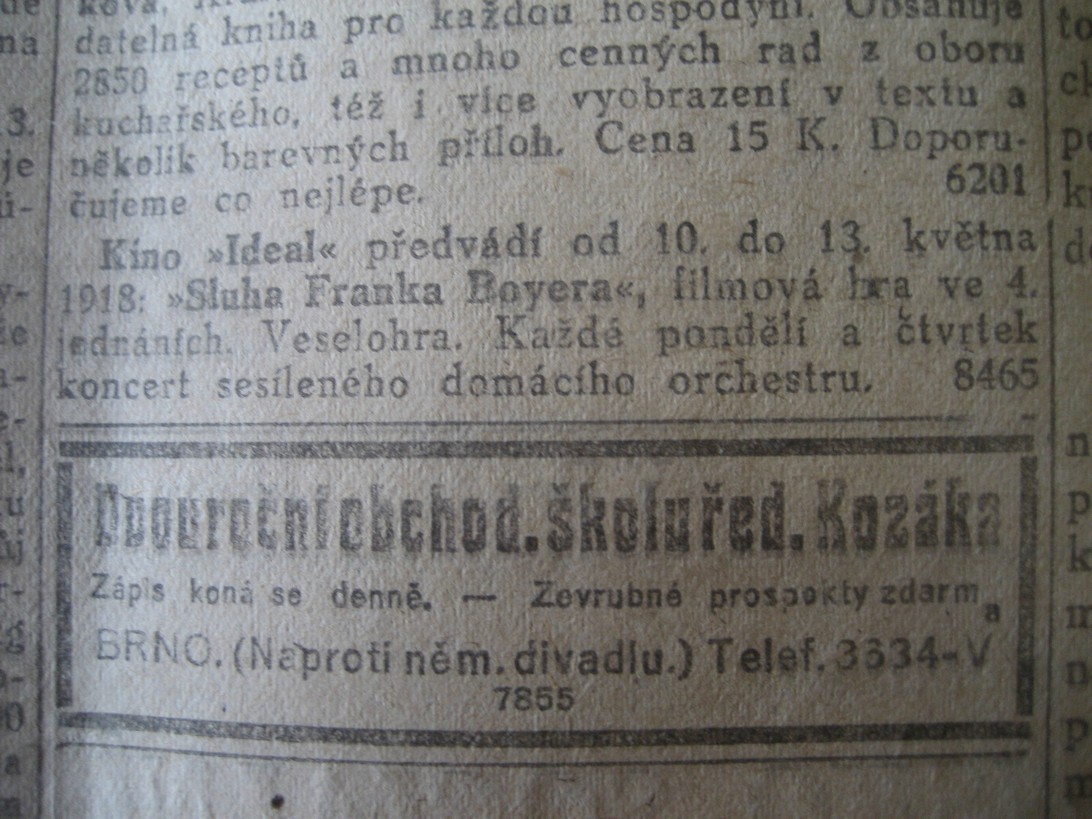 datelná kniha pro každou hospodyni. Obsahuje
2850 receptů a mnoho cenných rad z oboru
kuchařského, též i více vyobrazení v textu a
několik barevných příloh. Cena 15 K. Doporu-
čujeme co nejlépe. 6201
Kino »Ideal« předvádí od 10. do 13. května
1918: »Sluha Franka Boyera«, filmová hra ve 4.
jednáních. Veselohra. Každé pondělí a čtvrtek
koncert sesíleného domácího orchestru. 8465
Dvouroční obchod. škola řed. Kozáka
Zápis koná se denně. — Zevrubné prospekty zdarma
BRNO. (Naproti něm. divadlu.) Telef. 3634-V
7855